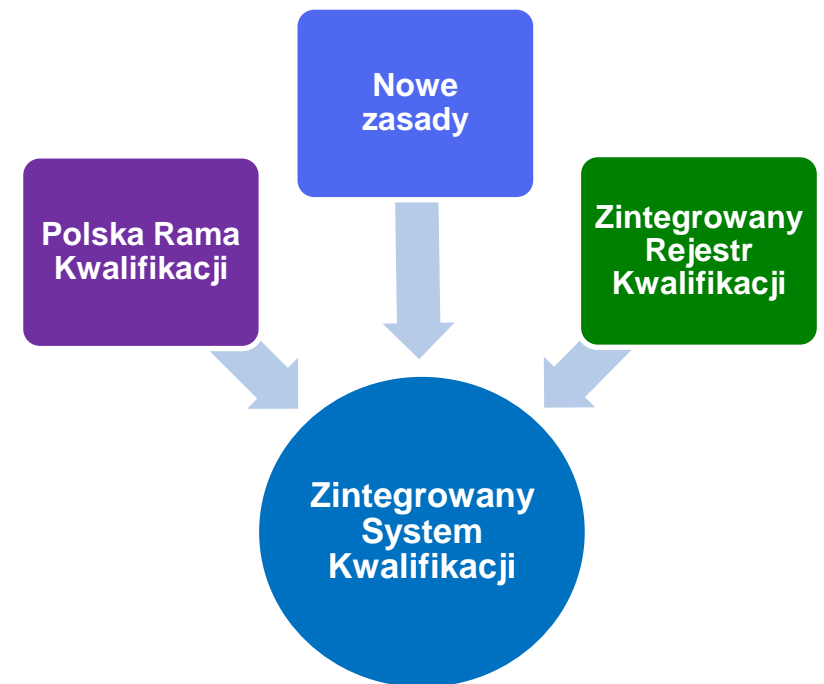 Nowe
zasady
Polska Rama
Kwalifikacji
Zintegrowany
Rejestr
Kwalifikacji
Zintegrowany
System
Kwalifikacji